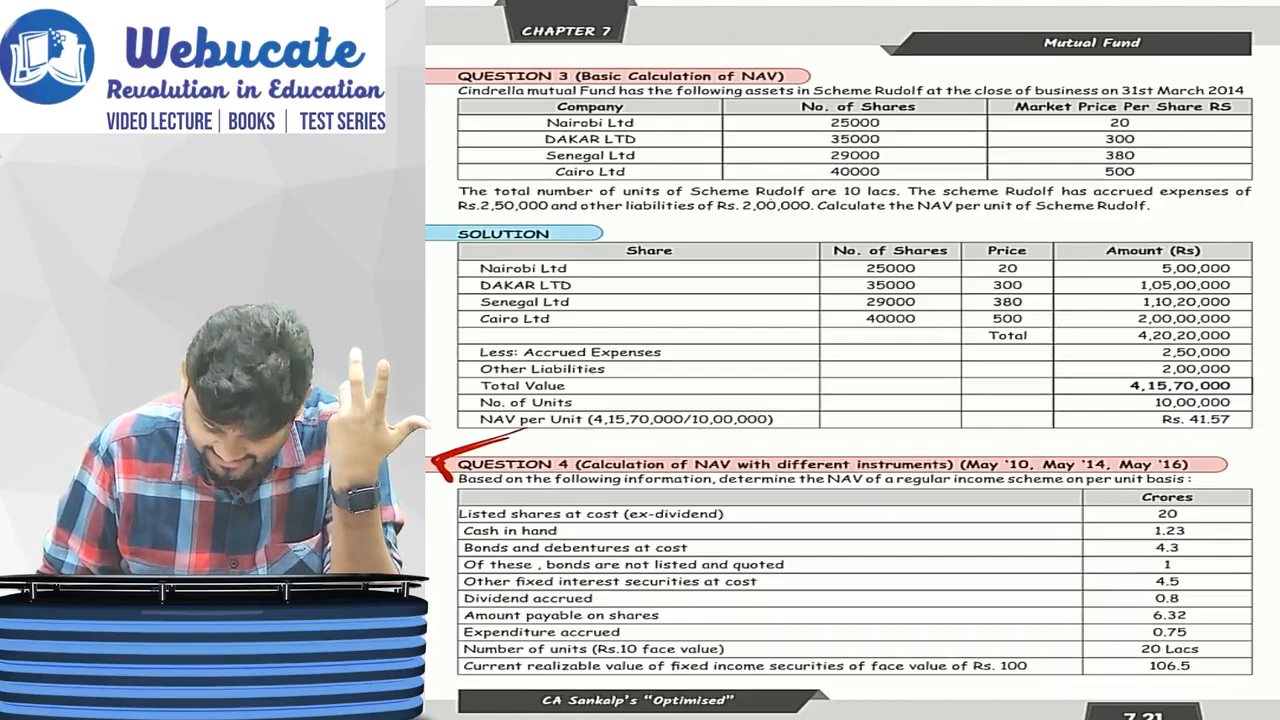 Webucate
Revolution in Education
VIDEO LECTURE | BOOKS | TEST SERIES
CHAPTER 7
Mutual Fund
QUESTION 3 (Basic Calculation of NAV)
Cindrella mutual Fund has the following assets in Scheme Rudolf at the close of business on 31st March 2014
Company No. of Shares Market Price Per Share RS
Nairobi Ltd 25000 20
DAKAR LTD 35000 300
Senegal Ltd 29000 380
Cairo Ltd 40000 500
The total number of units of Scheme Rudolf are 10 lacs. The scheme Rudolf has accrued expenses of
Rs.2,50,000 and other liabilities of Rs. 2,00,000. Calculate the NAV per unit of Scheme Rudolf.
SOLUTION
Share No. of Shares Price Amount (Rs)
Nairobi Ltd 25000 20 5,00,000
DAKAR LTD 35000 300 1,05,00,000
Senegal Ltd 29000 380 1,10,20,000
Cairo Ltd 40000 500 2,00,00,000
Total 4,20,20,000
Less: Accrued Expenses 2,50,000
Other Liabilities 2,00,000
Total Value 4,15,70,000
No. of Units 10,00,000
NAV per Unit (4,15,70,000/10,00,000) Rs. 41.57
QUESTION 4 (Calculation of NAV with different instruments) (May '10, May '14, May '16)
Based on the following information, determine the NAV of a regular income scheme on per unit basis :
Crores
Listed shares at cost (ex-dividend) 20
Cash in hand 1.23
Bonds and debentures at cost 4.3
Of these , bonds are not listed and quoted 1
Other fixed interest securities at cost 4.5
Dividend accrued 0.8
Amount payable on shares 6.32
Expenditure accrued 0.75
Number of units (Rs.10 face value) 20 Lacs
Current realizable value of fixed income securities of face value of Rs. 100 106.5
CA Sankalp's "Optimised"
7.21